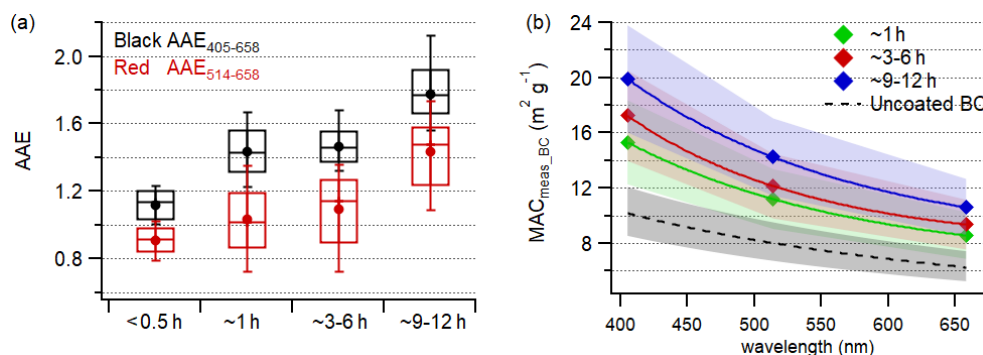 (a)
Black AAE405-658
Red AAE514-658
2.0
1.6
1.2
0.8
AAE
<0.5 h
~1 h
~3-6 h
~9-12 h
(b)
~1 h
~3-6 h
~9-12 h
Uncoated BC
24
20
16
12
8
MACmeas_BC (m2 g-1)
400 450 500 550 600 650
wavelength (nm)